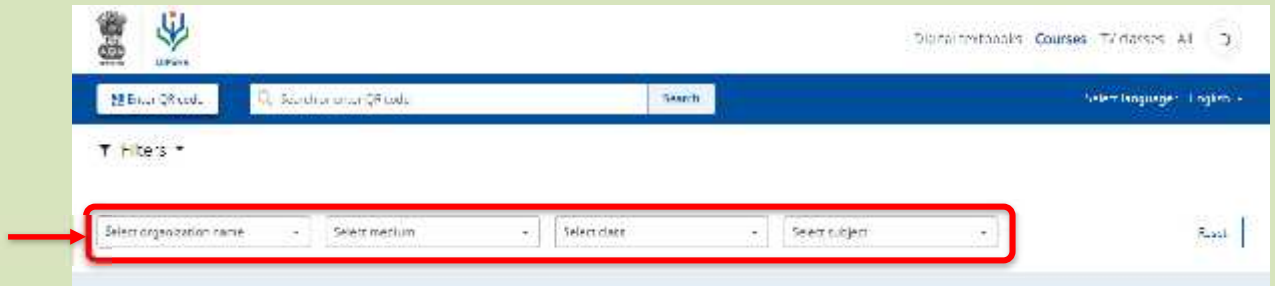 Digital textbooks Courses TV classes All
Enter QR code Search or enter QR code Search Select language: English
Filters
Select organization name Select medium Select class Select subject Reset